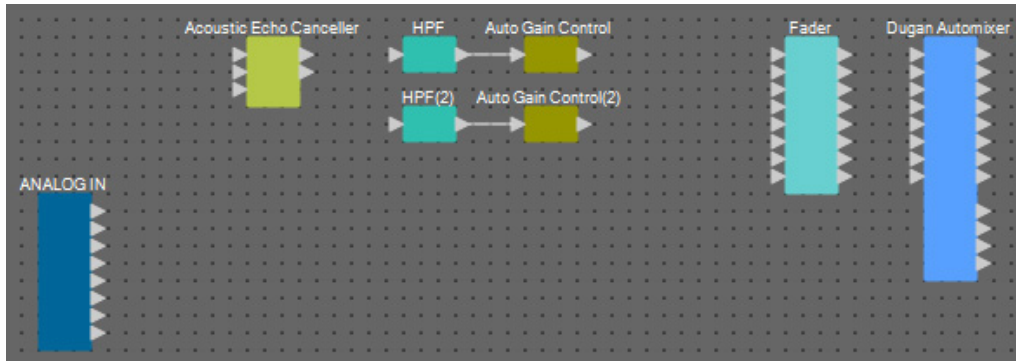 Acoustic Echo Canceller
HPF
Auto Gain Control
Fader
Dugan Automixer
HPF(2)
Auto Gain Control(2)
ANALOG IN